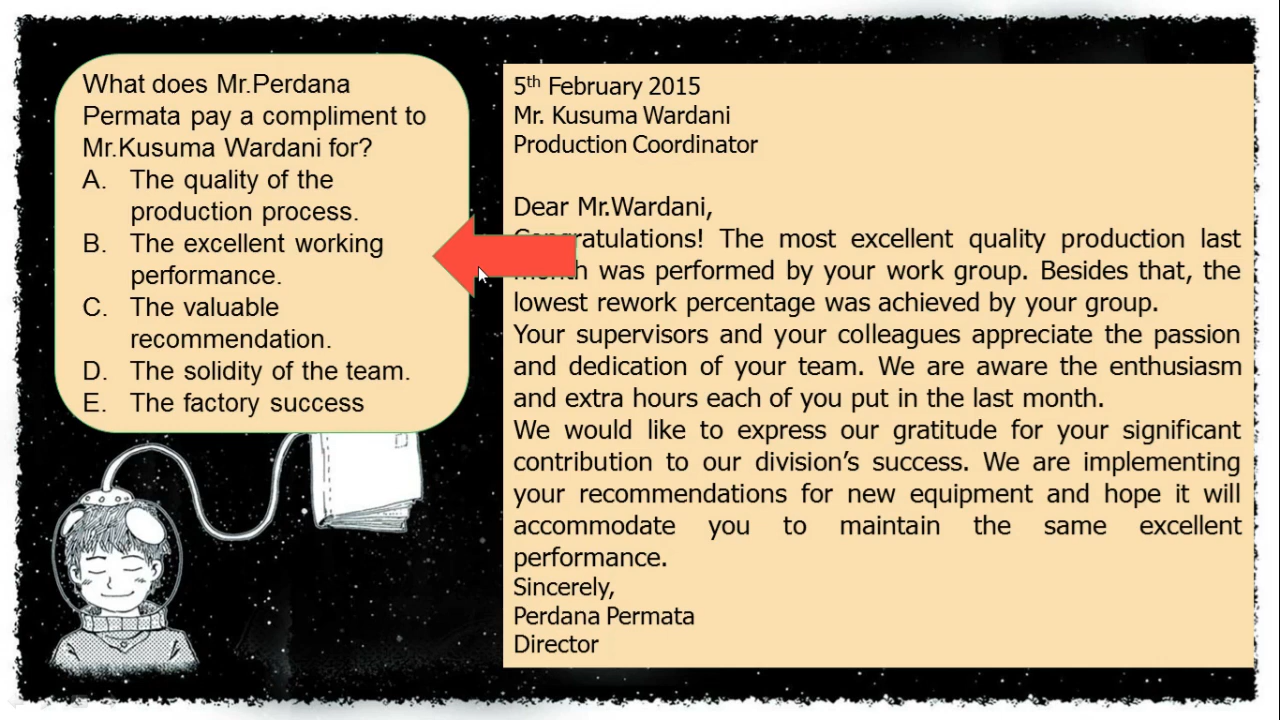 What does Mr.Perdana
Permata pay a compliment to
Mr.Kusuma Wardani for?
A. The quality of the
production process.
B. The excellent working
performance.
C. The valuable
recommendation.
D. The solidity of the team.
E. The factory success
5th February 2015
Mr. Kusuma Wardani
Production Coordinator
Dear Mr.Wardani,
Congratulations! The most excellent quality production last
month was performed by your work group. Besides that, the
lowest rework percentage was achieved by your group.
Your supervisors and your colleagues appreciate the passion
and dedication of your team. We are aware the enthusiasm
and extra hours each of you put in the last month.
We would like to express our gratitude for your significant
contribution to our division’s success. We are implementing
your recommendations for new equipment and hope it will
accommodate you to maintain the same excellent
performance.
Sincerely,
Perdana Permata
Director